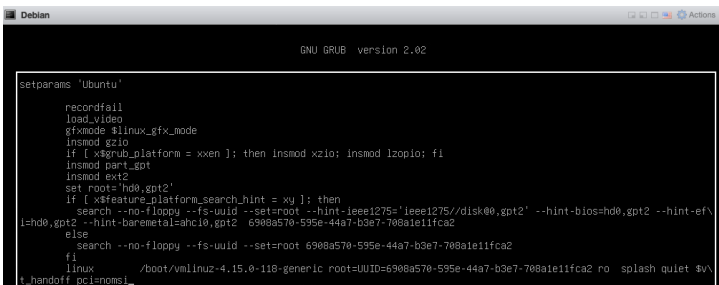 Debian
Actions
GNU GRUB version 2.02
setparams 'Ubuntu'
recordfail
load_video
gfxmode $linux_gfx_mode
insmod gzio
if [ x$grub_platform = xxen ]; then insmod xzio; insmod lzopio; fi
insmod part_gpt
insmod ext2
set root='hd0,gpt2'
if [ x$feature_platform_search_hint = xy ]; then
search --no-floppy --fs-uuid --set=root --hint-ieee1275='ieee1275//disk@0,gpt2' --hint-bios=hd0,gpt2 --hint-ef\
i=hd0,gpt2 --hint-baremetal=ahci0,gpt2 6908a570-595e-44a7-b3e7-708a1e11fca2
else
search --no-floppy --fs-uuid --set=root 6908a570-595e-44a7-b3e7-708a1e11fca2
fi
linux /boot/vmlinuz-4.15.0-118-generic root=UUID=6908a570-595e-44a7-b3e7-708a1e11fca2 ro splash quiet $v\
t_handoff pci=nomsi_